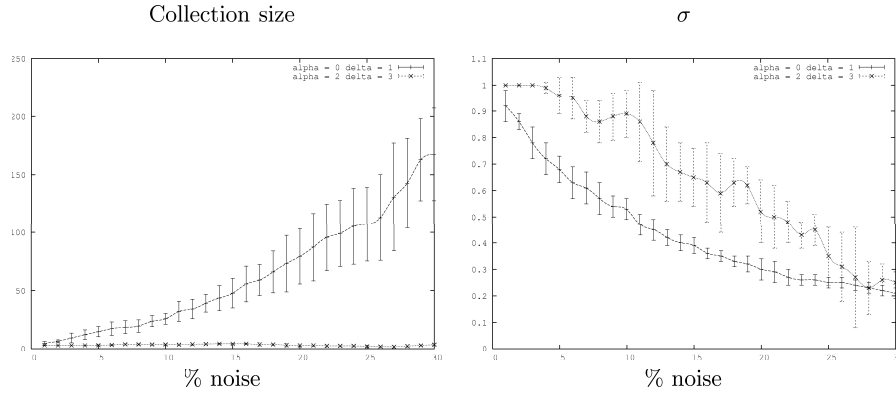 Collection size
σ
250
200
150
100
50
0
0 5 10 15 20 25 30
alpha = 0 delta = 1
alpha = 2 delta = 3
% noise
1.1
1
0.9
0.8
0.7
0.6
0.5
0.4
0.3
0.2
0.1
0
0 5 10 15 20 25 30
alpha = 0 delta = 1
alpha = 2 delta = 3
% noise